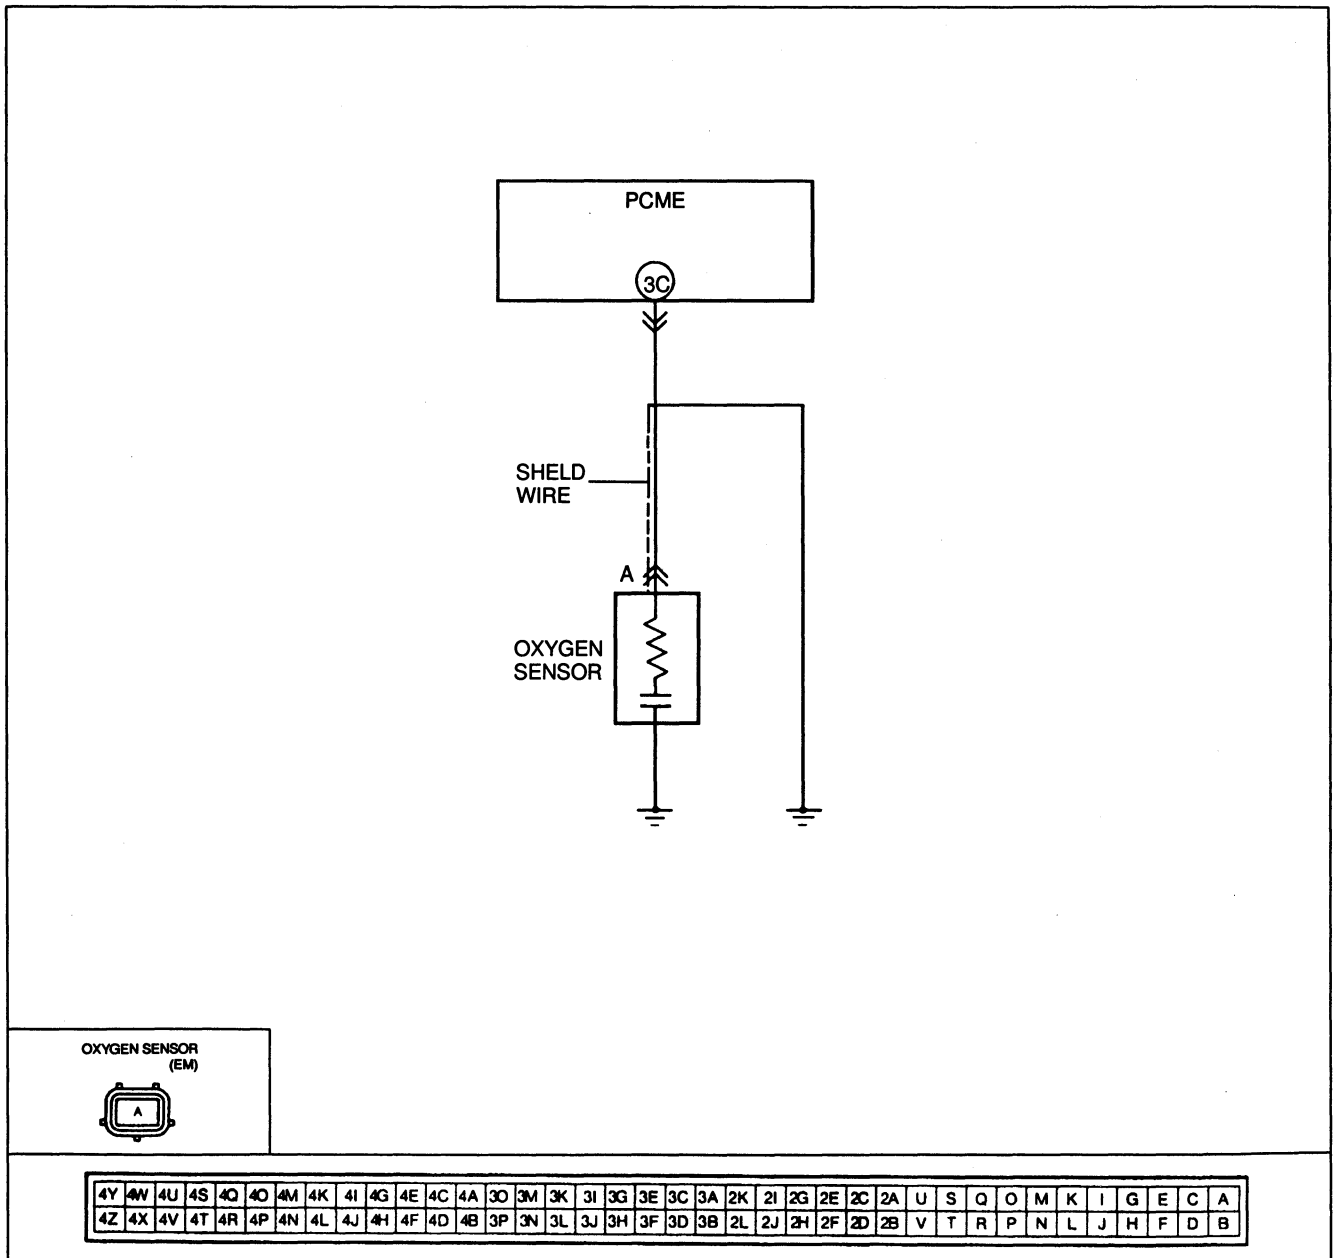 PCME
3C
SHELD
WIRE
A
OXYGEN
SENSOR
OXYGEN SENSOR
(EM)
A
4Y 4W 4U 4S 4Q 4O 4M 4K 4I 4G 4E 4C 4A 3O 3M 3K 3I 3G 3E 3C 3A 2K 2I 2G 2E 2C 2A U S Q O M K I G E C A
4Z 4X 4V 4T 4R 4P 4N 4L 4J 4H 4F 4D 4B 3P 3N 3L 3J 3H 3F 3D 3B 2L 2J 2H 2F 2D 2B V T R P N L J H F D B